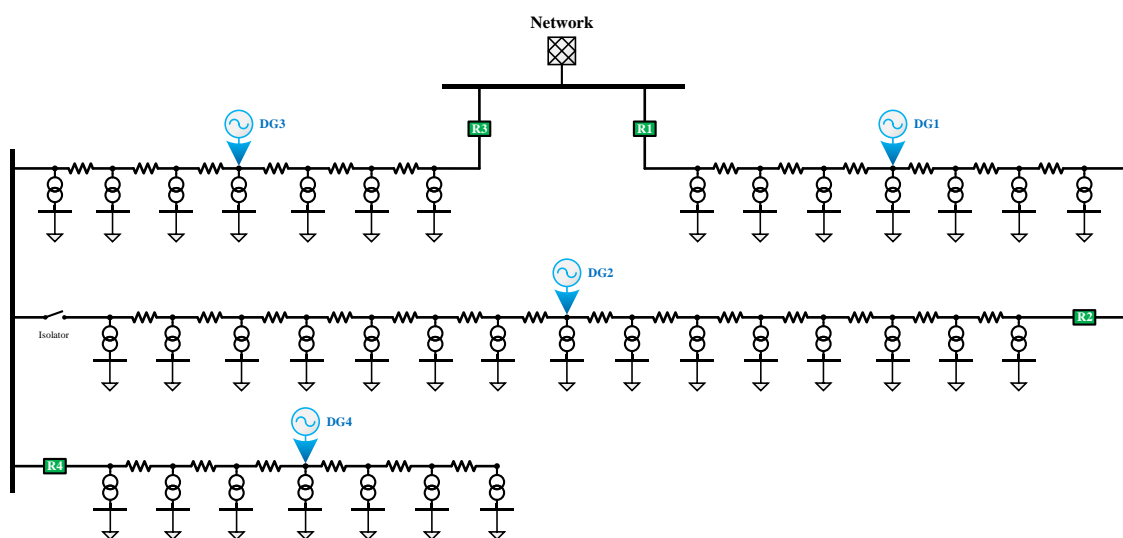 Network
DG3
R3
R1
DG1
DG2
Isolator
R2
DG4
R4